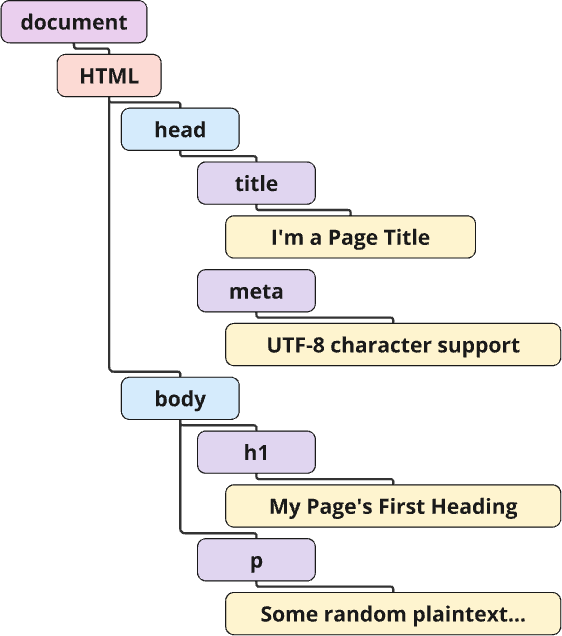 document
HTML
head
title
I'm a Page Title
meta
UTF-8 character support
body
h1
My Page's First Heading
p
Some random plaintext...